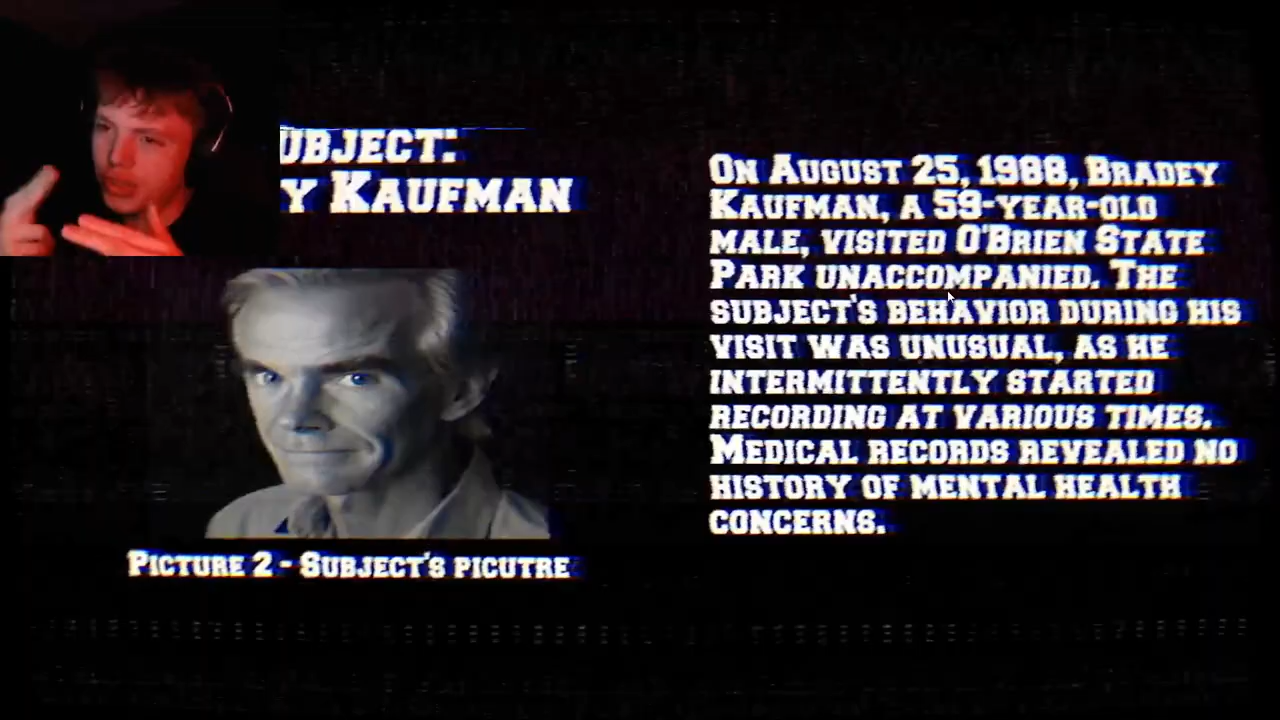 UBJECT:
Y KAUFMAN
ON AUGUST 25, 1988, BRADEY
KAUFMAN, A 59-YEAR-OLD
MALE, VISITED O'BRIEN STATE
PARK UNACCOMPANIED. THE
SUBJECT'S BEHAVIOR DURING HIS
VISIT WAS UNUSUAL, AS HE
INTERMITTENTLY STARTED
RECORDING AT VARIOUS TIMES.
MEDICAL RECORDS REVEALED NO
HISTORY OF MENTAL HEALTH
CONCERNS.
PICTURE 2 - SUBJECT'S PICUTRE